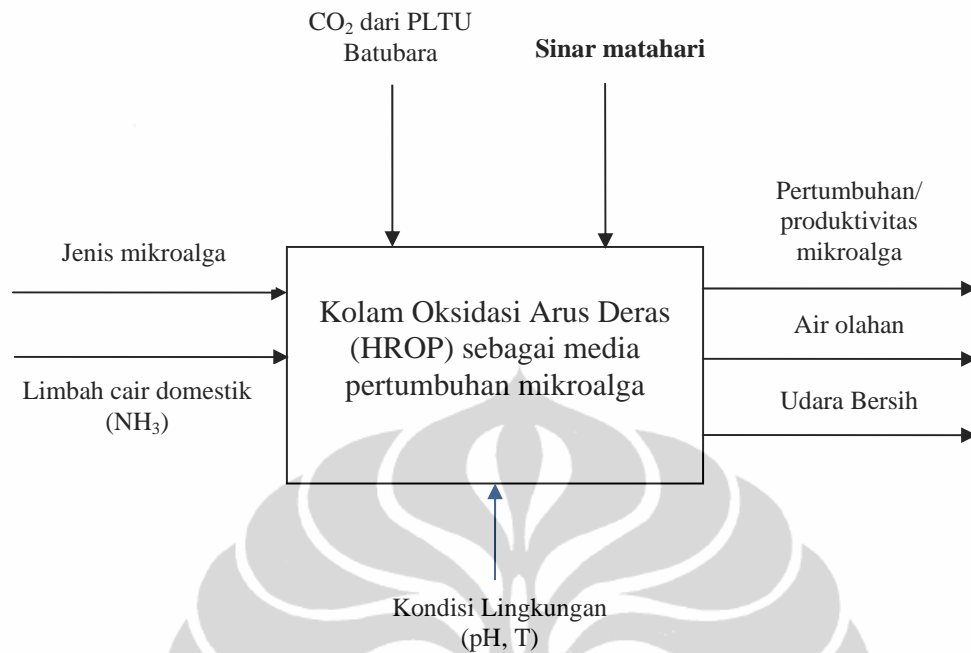 CO₂ dari PLTU
Batubara
Sinar matahari
Jenis mikroalga
Limbah cair domestik
(NH₃)
Kolam Oksidasi Arus Deras
(HROP) sebagai media
pertumbuhan mikroalga
Pertumbuhan/
produktivitas
mikroalga
Air olahan
Udara Bersih
Kondisi Lingkungan
(pH, T)